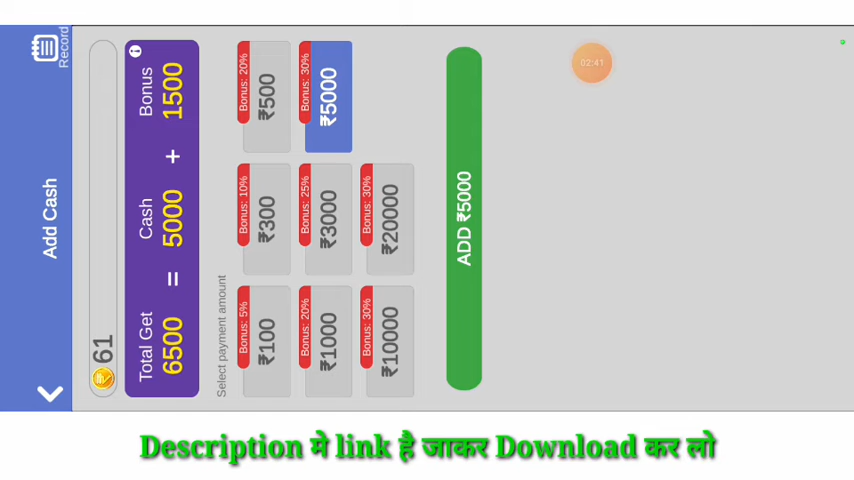 Add Cash
Record
61
Total Get = Cash + Bonus
6500 = 5000 + 1500
Select payment amount
Bonus: 5%
₹100
Bonus: 10%
₹300
Bonus: 20%
₹500
Bonus: 20%
₹1000
Bonus: 25%
₹3000
Bonus: 30%
₹5000
Bonus: 30%
₹10000
Bonus: 30%
₹20000
ADD ₹5000
02:41
Description मे link है जाकर Download कर लो